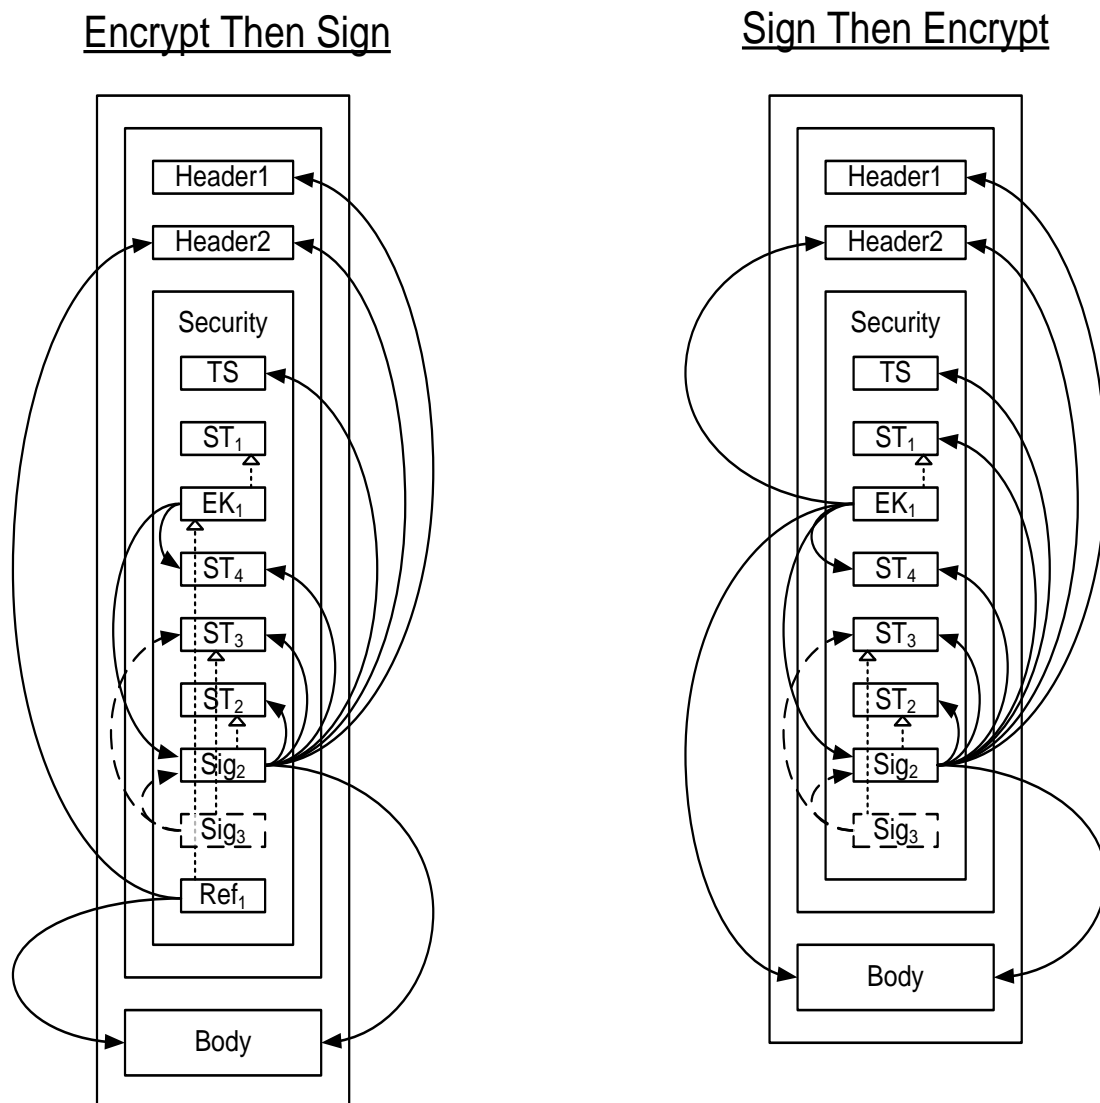 Encrypt Then Sign
Header1
Header2
Security
TS
ST1
EK1
ST4
ST3
ST2
Sig2
Sig3
Ref1
Body
Sign Then Encrypt
Header1
Header2
Security
TS
ST1
EK1
ST4
ST3
ST2
Sig2
Sig3
Body